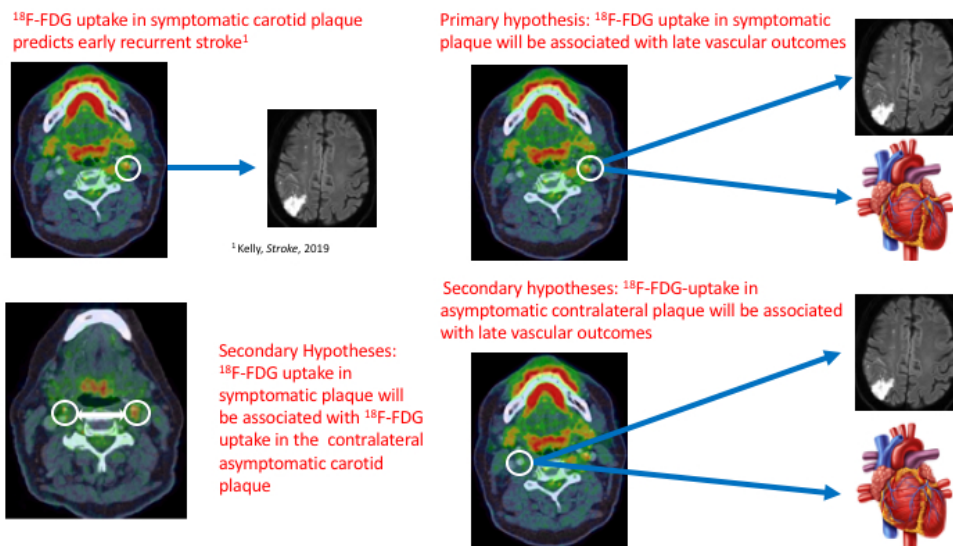 ¹⁸F-FDG uptake in symptomatic carotid plaque
predicts early recurrent stroke¹
¹ Kelly, Stroke, 2019
Primary hypothesis: ¹⁸F-FDG uptake in symptomatic
plaque will be associated with late vascular outcomes
Secondary Hypotheses:
¹⁸F-FDG uptake in
symptomatic plaque will
be associated with ¹⁸F-FDG
uptake in the contralateral
asymptomatic carotid
plaque
Secondary hypotheses: ¹⁸F-FDG-uptake in
asymptomatic contralateral plaque will be associated
with late vascular outcomes